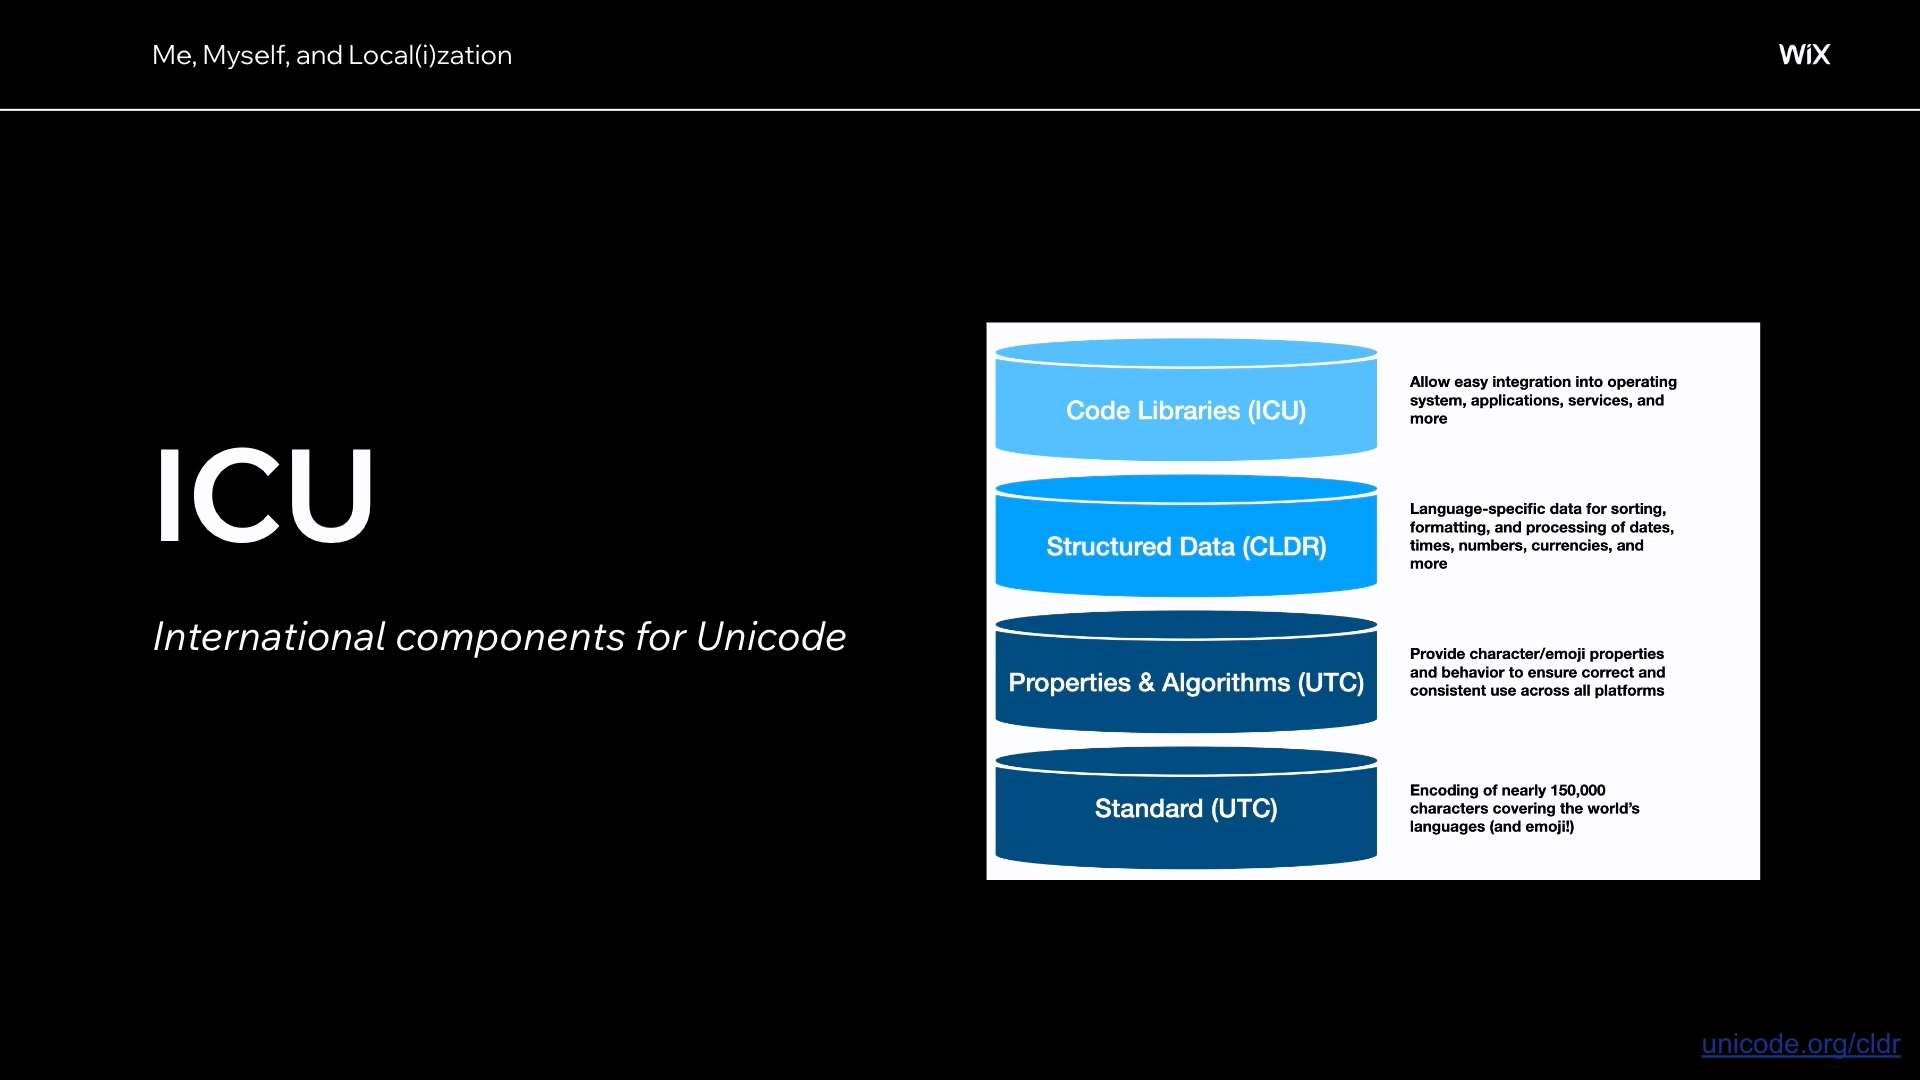 Me, Myself, and Local(i)zation
WiX
ICU
International components for Unicode
Code Libraries (ICU)
Allow easy integration into operating
system, applications, services, and
more
Structured Data (CLDR)
Language-specific data for sorting,
formatting, and processing of dates,
times, numbers, currencies, and
more
Properties & Algorithms (UTC)
Provide character/emoji properties
and behavior to ensure correct and
consistent use across all platforms
Standard (UTC)
Encoding of nearly 150,000
characters covering the world’s
languages (and emoji!)
unicode.org/cldr